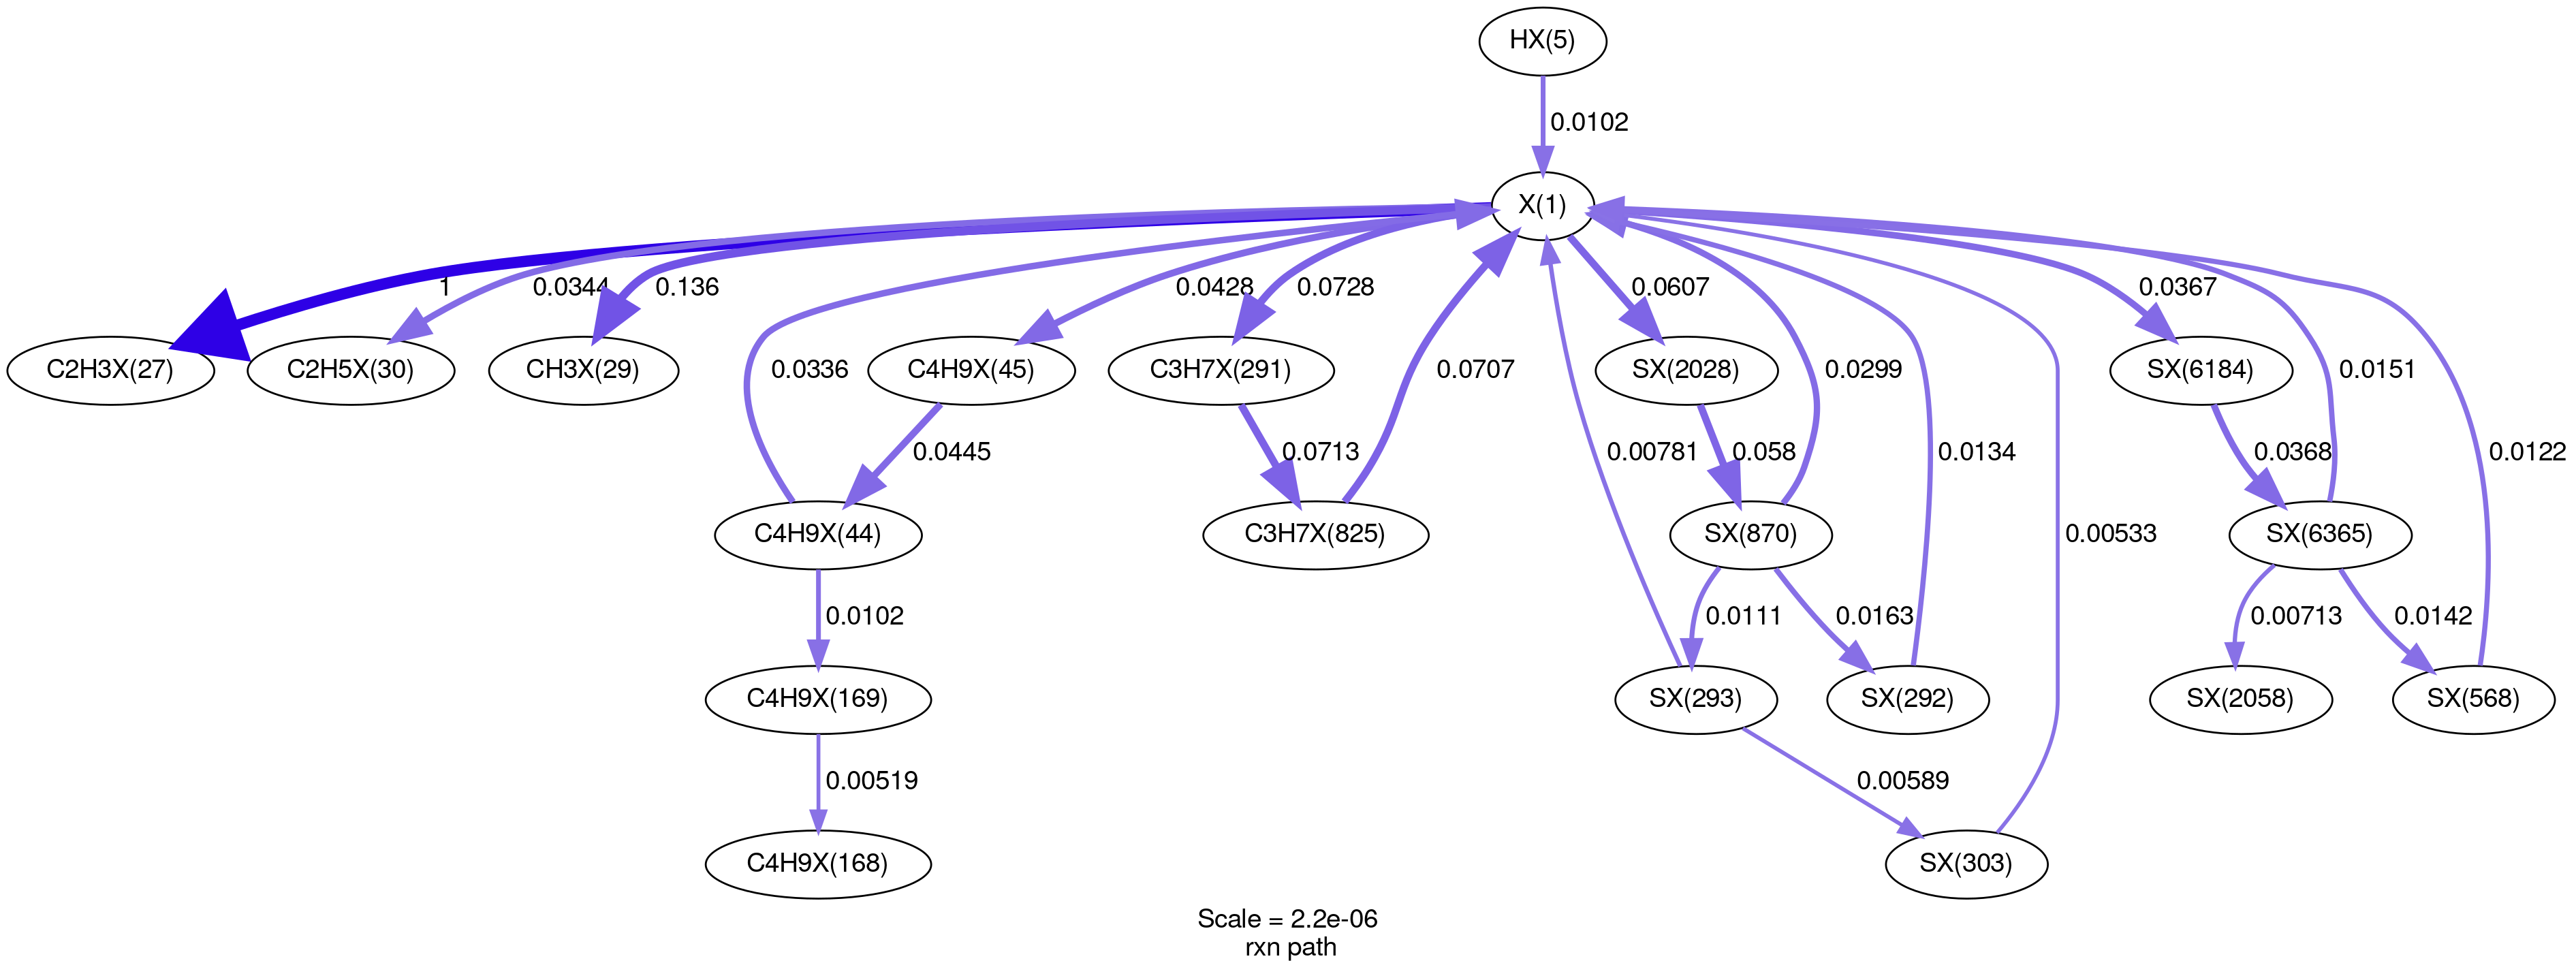 HX(5)
0.0102
X(1)
1
0.0344
0.136
0.0428
0.0728
0.0607
0.0367
C2H3X(27)
C2H5X(30)
CH3X(29)
0.0336
C4H9X(45)
C3H7X(291)
0.0707
SX(2028)
0.0299
SX(6184)
0.0151
0.0445
0.0713
0.00781
0.058
0.0134
0.0368
0.0122
C4H9X(44)
C3H7X(825)
SX(870)
0.00533
SX(6365)
0.0102
0.0111
0.0163
0.00713
0.0142
C4H9X(169)
SX(293)
SX(292)
SX(2058)
SX(568)
0.00519
0.00589
C4H9X(168)
SX(303)
Scale = 2.2e-06
rxn path